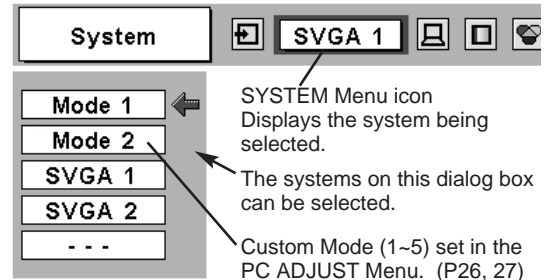 System
SVGA 1
Mode 1
Mode 2
SVGA 1
SVGA 2
- - -
SYSTEM Menu icon
Displays the system being
selected.
The systems on this dialog box
can be selected.
Custom Mode (1~5) set in the
PC ADJUST Menu. (P26, 27)